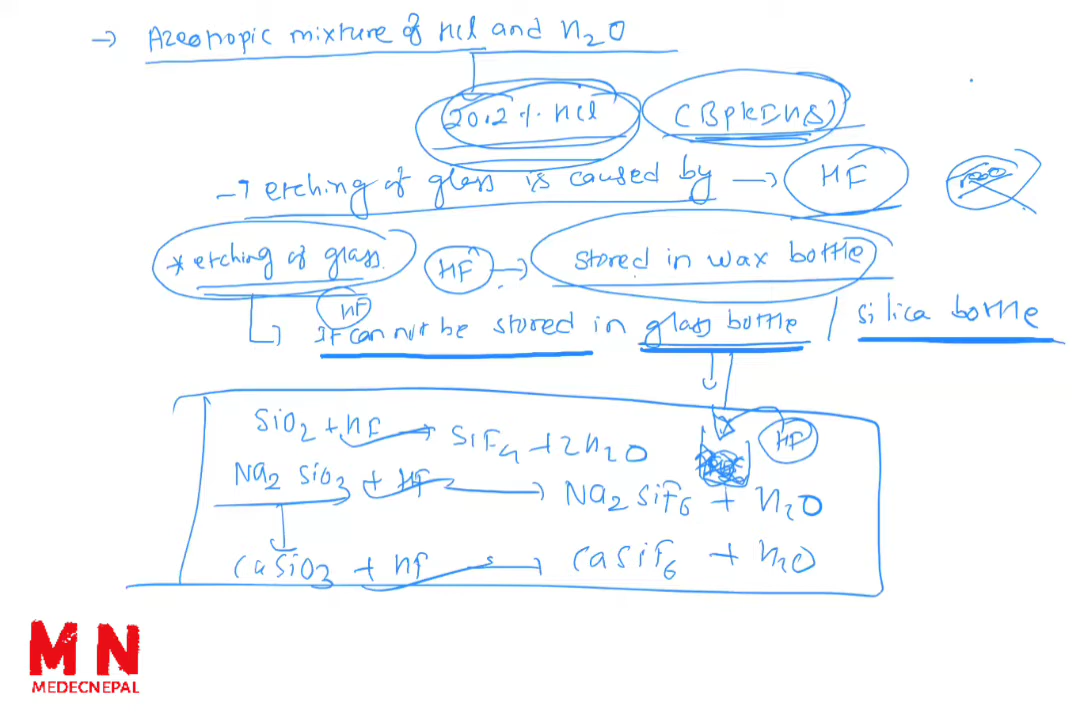 → Azeotropic mixture of HCl and H2O
20.2% HCl (BPKIHS)
→ etching of glass is caused by → HF
* etching of glass. HF → stored in wax bottle
HF
It can not be stored in glass bottle / silica bottle
SiO2 + HF → SiF4 + 2H2O HF
Na2SiO3 + HF → Na2SiF6 + H2O
CaSiO3 + HF → CaSiF6 + H2O
MN
MEDECNEPAL